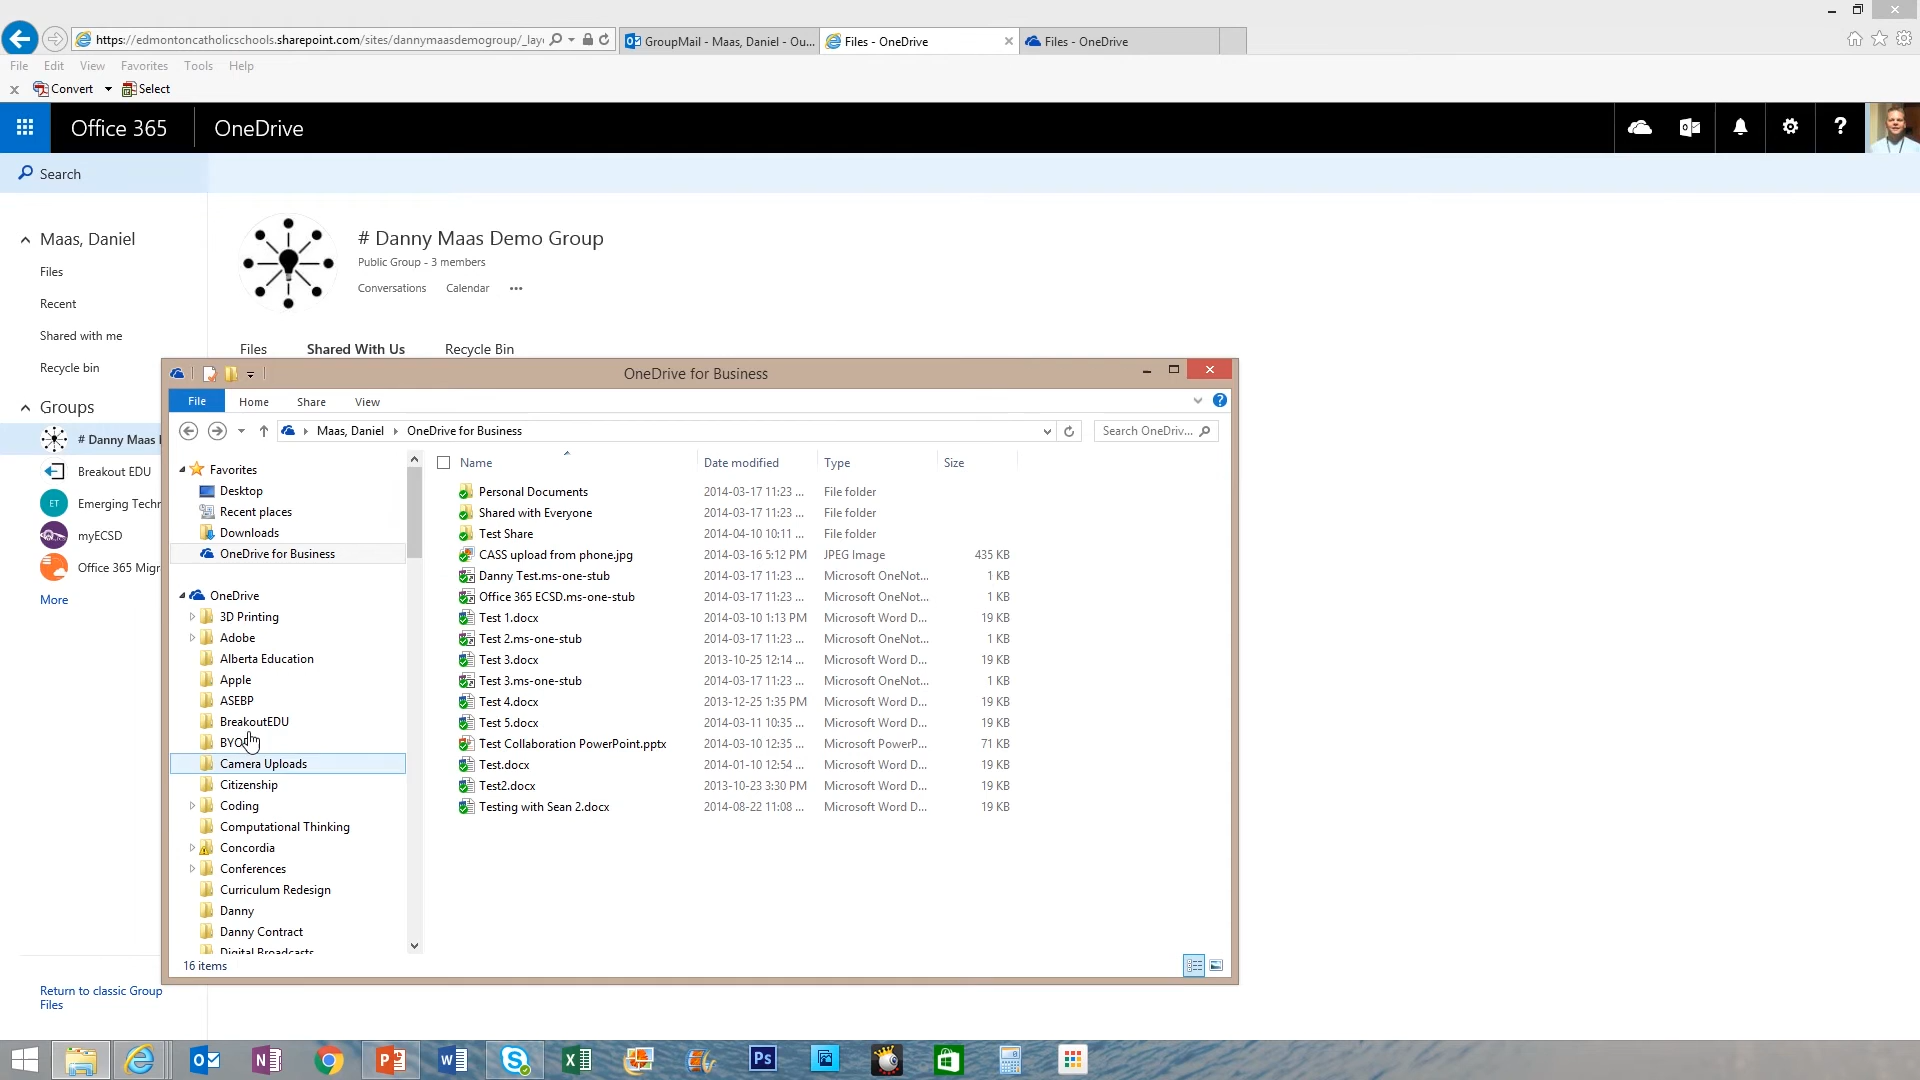 https://edmontoncatholicschools.sharepoint.com/sites/dannymaasdemogroup/_lay
GroupMail - Maas, Daniel - Ou...
Files - OneDrive
Files - OneDrive
File Edit View Favorites Tools Help
x Convert Select
Office 365 OneDrive
?
Search
Maas, Daniel
Files
Recent
Shared with me
Recycle bin
Groups
# Danny Maas
Breakout EDU
ET Emerging Techn
myECSD
Office 365 Migr
More
Return to classic Group
Files
# Danny Maas Demo Group
Public Group - 3 members
Conversations Calendar ...
Files Shared With Us Recycle Bin
OneDrive for Business
File Home Share View
Maas, Daniel OneDrive for Business
Search OneDriv...
Favorites
Desktop
Recent places
Downloads
OneDrive for Business
OneDrive
3D Printing
Adobe
Alberta Education
Apple
ASEBP
BreakoutEDU
Camera Uploads
Citizenship
Coding
Computational Thinking
Concordia
Conferences
Curriculum Redesign
Danny
Danny Contract
Digital Broadcasts
Name Date modified Type Size
Personal Documents 2014-03-17 11:23 ... File folder
Shared with Everyone 2014-03-17 11:23 ... File folder
Test Share 2014-04-10 10:11 ... File folder
CASS upload from phone.jpg 2014-03-16 5:12 PM JPEG Image 435 KB
Danny Test.ms-one-stub 2014-03-17 11:23 ... Microsoft OneNot... 1 KB
Office 365 ECSD.ms-one-stub 2014-03-17 11:23 ... Microsoft OneNot... 1 KB
Test 1.docx 2014-03-10 1:13 PM Microsoft Word D... 19 KB
Test 2.ms-one-stub 2014-03-17 11:23 ... Microsoft OneNot... 1 KB
Test 3.docx 2013-10-25 12:14 ... Microsoft Word D... 19 KB
Test 3.ms-one-stub 2014-03-17 11:23 ... Microsoft OneNot... 1 KB
Test 4.docx 2013-12-25 1:35 PM Microsoft Word D... 19 KB
Test 5.docx 2014-03-11 10:35 ... Microsoft Word D... 19 KB
Test Collaboration PowerPoint.pptx 2014-03-10 12:35 ... Microsoft PowerP... 71 KB
Test.docx 2014-01-10 12:54 ... Microsoft Word D... 19 KB
Test2.docx 2013-10-23 3:30 PM Microsoft Word D... 19 KB
Testing with Sean 2.docx 2014-08-22 11:08 ... Microsoft Word D... 19 KB
16 items
Ps